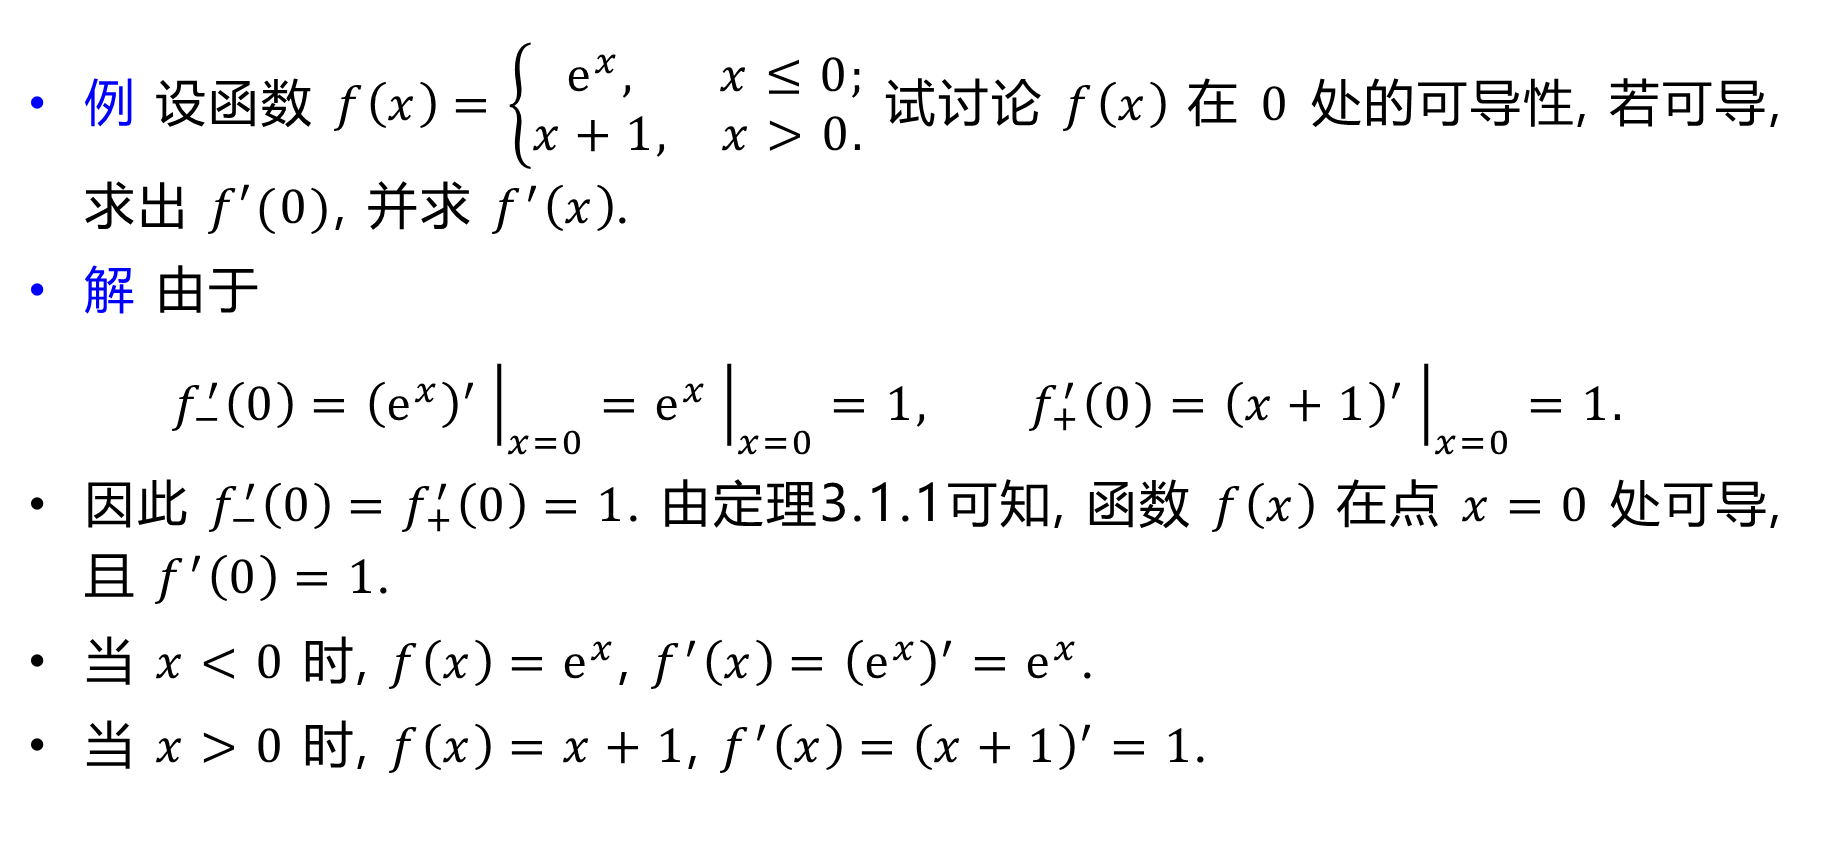 • 例 设函数 f(x) = { eˣ, x ≤ 0; x + 1, x > 0. 试讨论 f(x) 在 0 处的可导性, 若可导,
求出 f′(0), 并求 f′(x).
• 解 由于
f₋′(0) = (eˣ)′|ₓ₌₀ = eˣ|ₓ₌₀ = 1, f₊′(0) = (x + 1)′|ₓ₌₀ = 1.
• 因此 f₋′(0) = f₊′(0) = 1. 由定理3.1.1可知, 函数 f(x) 在点 x = 0 处可导,
且 f′(0) = 1.
• 当 x < 0 时, f(x) = eˣ, f′(x) = (eˣ)′ = eˣ.
• 当 x > 0 时, f(x) = x + 1, f′(x) = (x + 1)′ = 1.